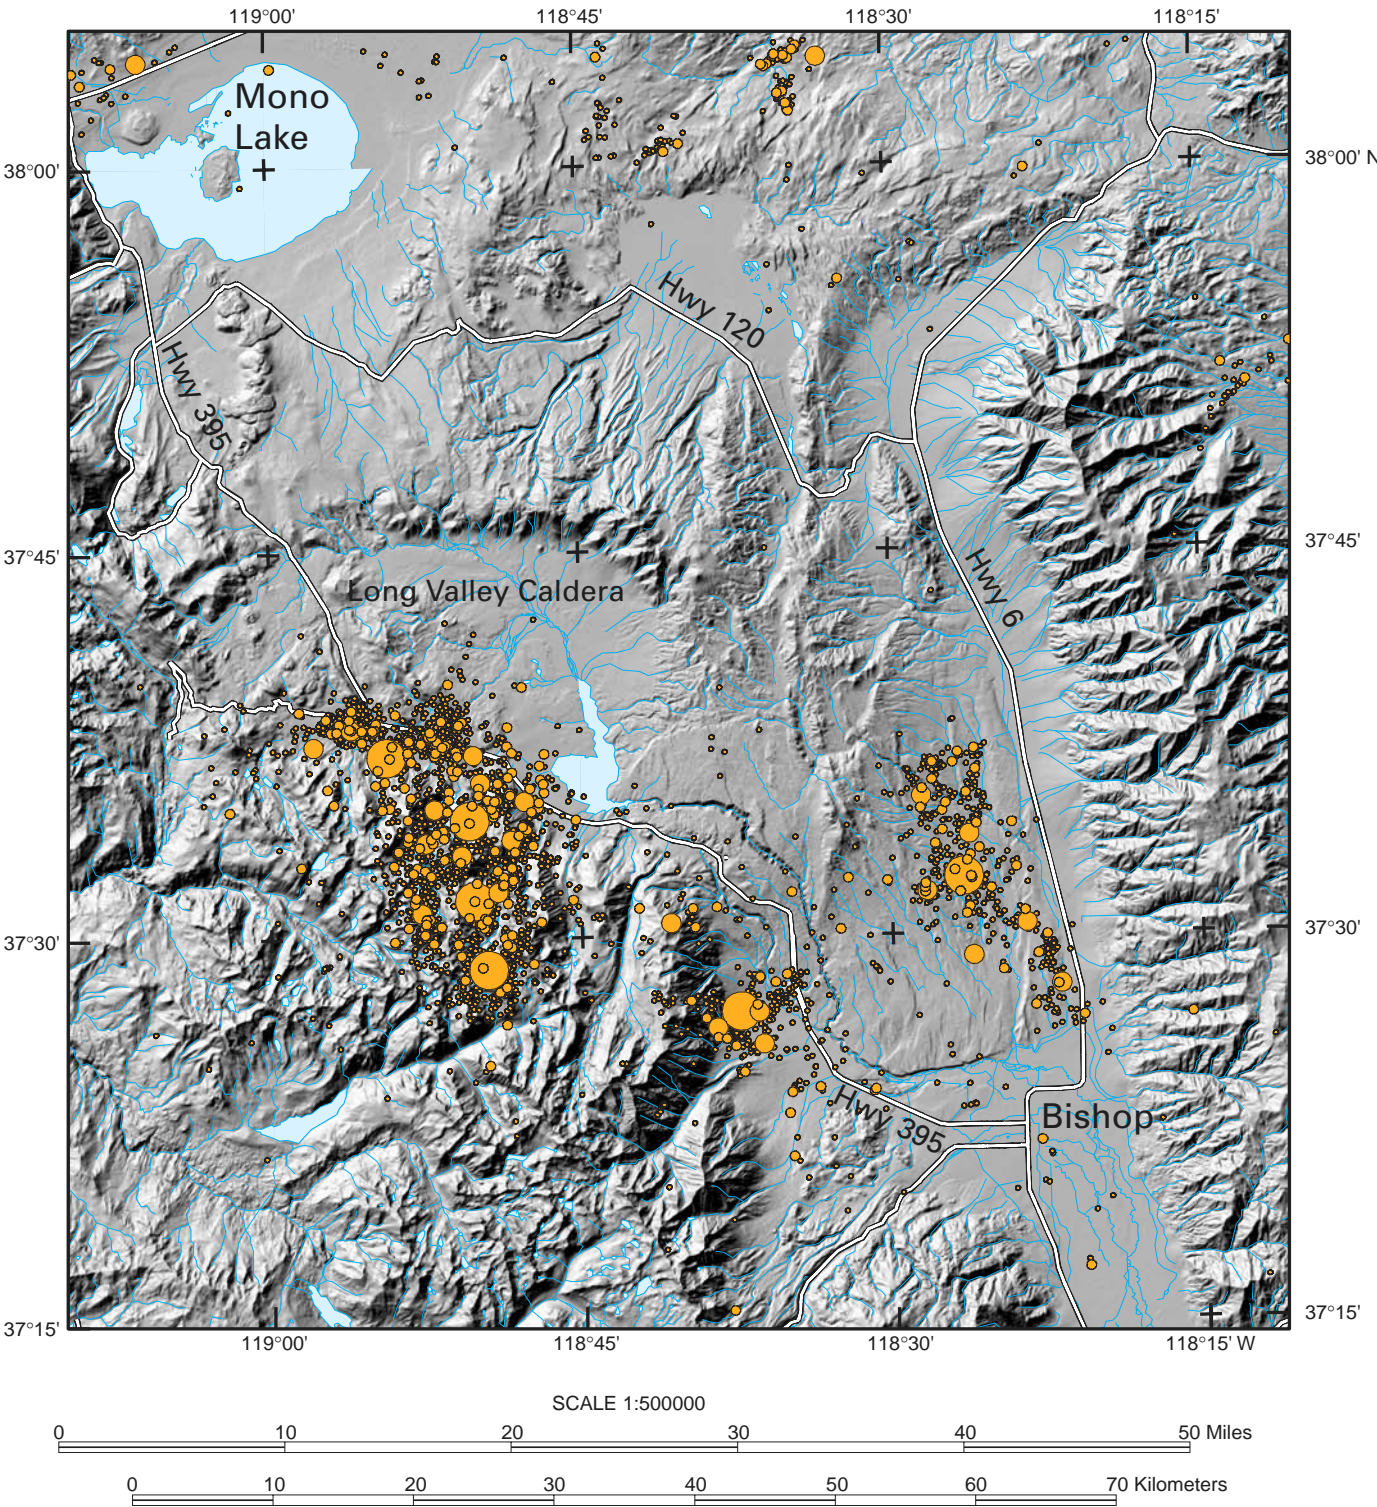 119°00' 118°45' 118°30' 118°15'
Mono
Lake
38°00' 38°00' N
Hwy 120
Hwy 395
37°45' 37°45'
Hwy 6
Long Valley Caldera
37°30' 37°30'
Hwy 395
Bishop
37°15' 37°15'
119°00' 118°45' 118°30' 118°15' W
SCALE 1:500000
0 10 20 30 40 50 Miles
0 10 20 30 40 50 60 70 Kilometers